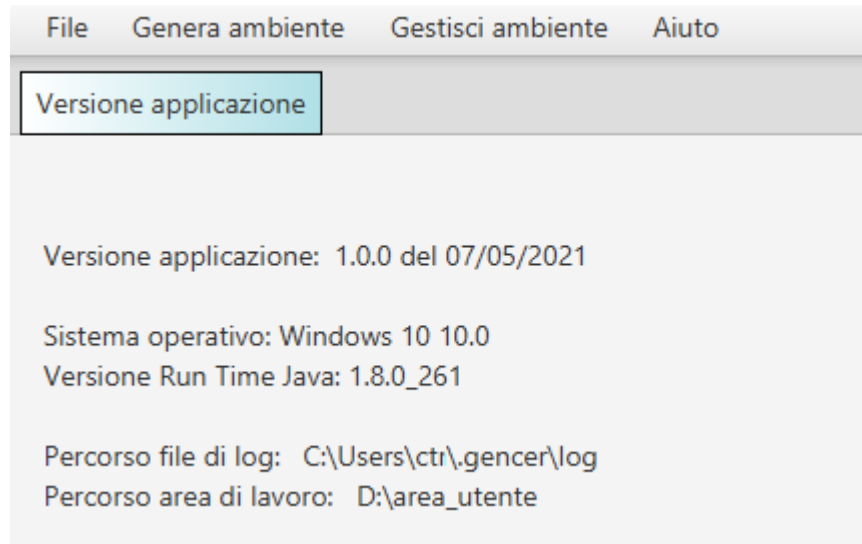 File Genera ambiente Gestisci ambiente Aiuto
Versione applicazione
Versione applicazione: 1.0.0 del 07/05/2021
Sistema operativo: Windows 10 10.0
Versione Run Time Java: 1.8.0_261
Percorso file di log: C:\Users\ctr\.gencer\log
Percorso area di lavoro: D:\area_utente